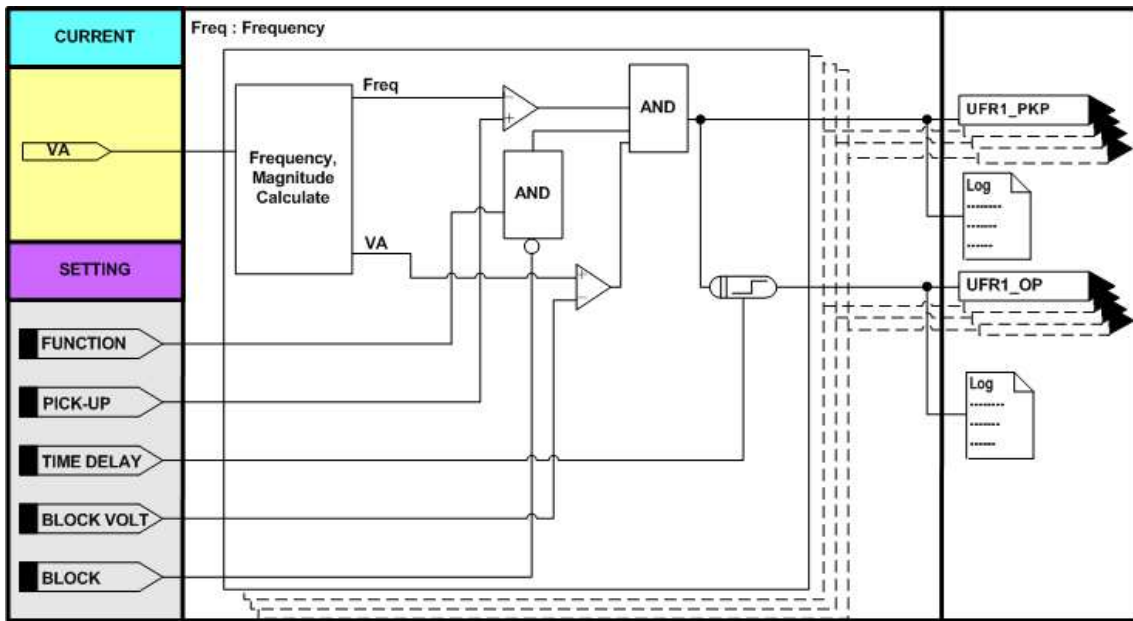 CURRENT
Freq : Frequency
VA
Frequency,
Magnitude
Calculate
Freq
VA
AND
AND
UFR1_PKP
Log
UFR1_OP
Log
SETTING
FUNCTION
PICK-UP
TIME DELAY
BLOCK VOLT
BLOCK